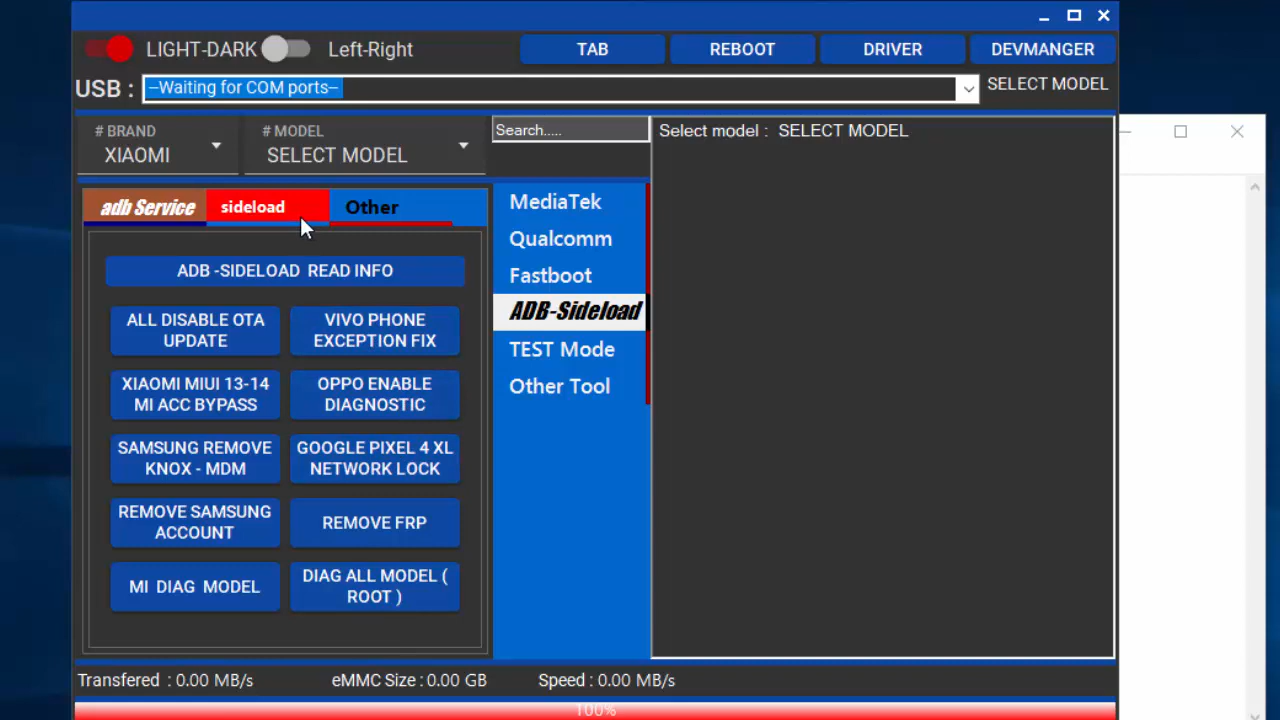 LIGHT-DARK Left-Right TAB REBOOT DRIVER DEVMANGER
USB : --Waiting for COM ports-- SELECT MODEL
# BRAND # MODEL Search.....
XIAOMI SELECT MODEL
Select model : SELECT MODEL
adb Service sideload Other
ADB -SIDELOAD READ INFO
ALL DISABLE OTA
UPDATE
VIVO PHONE
EXCEPTION FIX
XIAOMI MIUI 13-14
MI ACC BYPASS
OPPO ENABLE
DIAGNOSTIC
SAMSUNG REMOVE
KNOX - MDM
GOOGLE PIXEL 4 XL
NETWORK LOCK
REMOVE SAMSUNG
ACCOUNT
REMOVE FRP
MI DIAG MODEL
DIAG ALL MODEL (
ROOT )
MediaTek
Qualcomm
Fastboot
ADB-Sideload
TEST Mode
Other Tool
Transfered : 0.00 MB/s eMMC Size : 0.00 GB Speed : 0.00 MB/s
100%